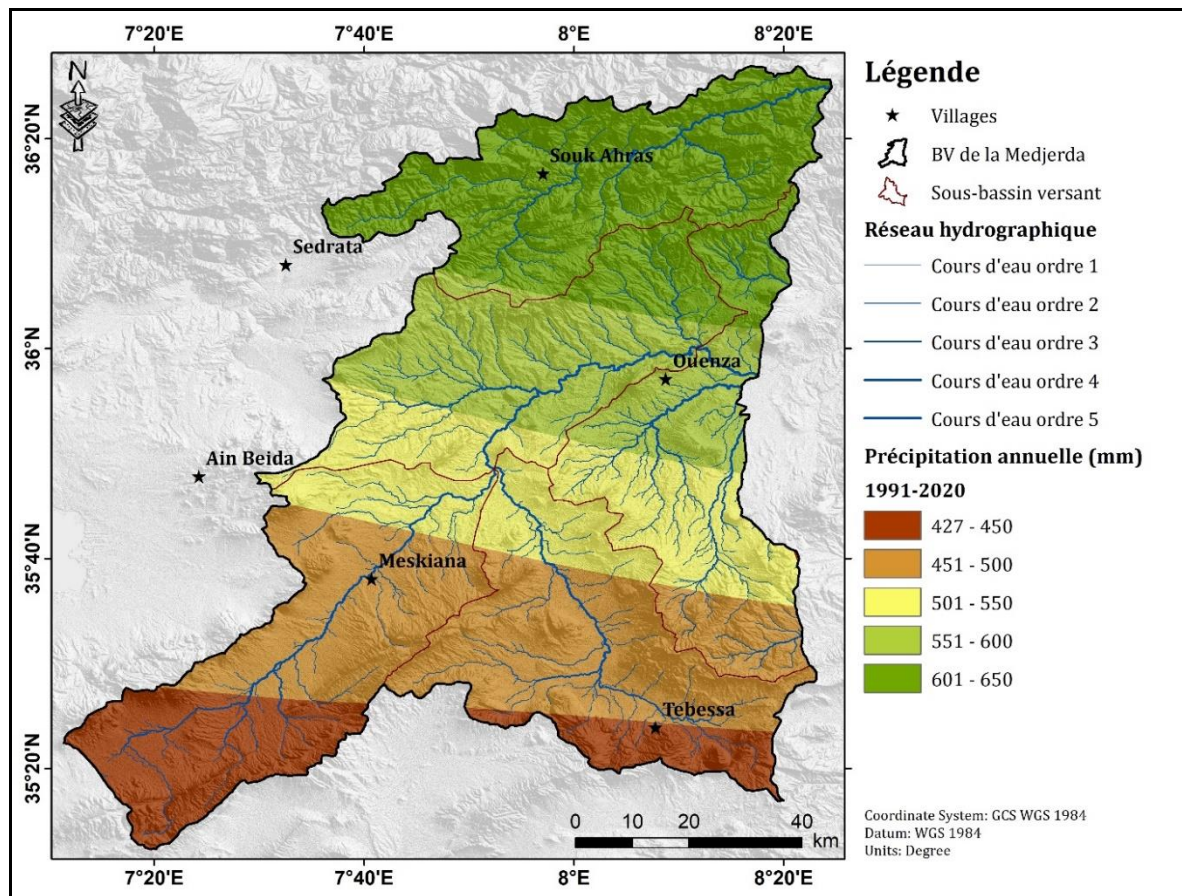 7°20'E
7°40'E
8°E
8°20'E
N
36°20'N
36°N
35°40'N
35°20'N
Souk Ahras
Sedrata
Ouenza
Ain Beida
Meskiana
Tebessa
0 10 20 40
km
7°20'E
7°40'E
8°E
8°20'E
Légende
Villages
BV de la Medjerda
Sous-bassin versant
Réseau hydrographique
Cours d'eau ordre 1
Cours d'eau ordre 2
Cours d'eau ordre 3
Cours d'eau ordre 4
Cours d'eau ordre 5
Précipitation annuelle (mm)
1991-2020
427 - 450
451 - 500
501 - 550
551 - 600
601 - 650
Coordinate System: GCS WGS 1984
Datum: WGS 1984
Units: Degree